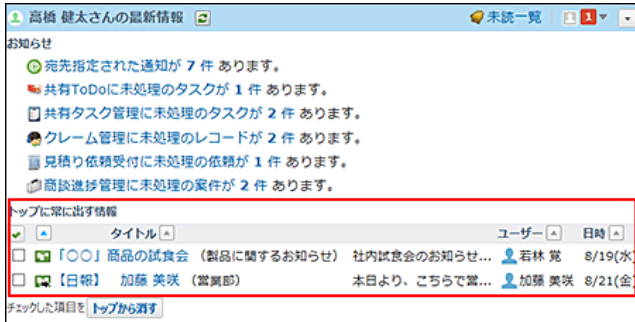 高橋 健太さんの最新情報 未読一覧 1
お知らせ
宛先指定された通知が 7 件 あります。
共有ToDoに未処理のタスクが 1 件 あります。
共有タスク管理に未処理のタスクが 2 件 あります。
クレーム管理に未処理のレコードが 2 件 あります。
見積り依頼受付に未処理の依頼が 1 件 あります。
商談進捗管理に未処理の案件が 2 件 あります。
トップに常に出す情報
タイトル ユーザー 日時
「○○」商品の試食会 (製品に関するお知らせ) 社内試食会のお知らせ... 若林 覚 8/19(水)
【日報】 加藤 美咲 (営業部) 本日より、こちらで営... 加藤 美咲 8/21(金)
チェックした項目を トップから消す